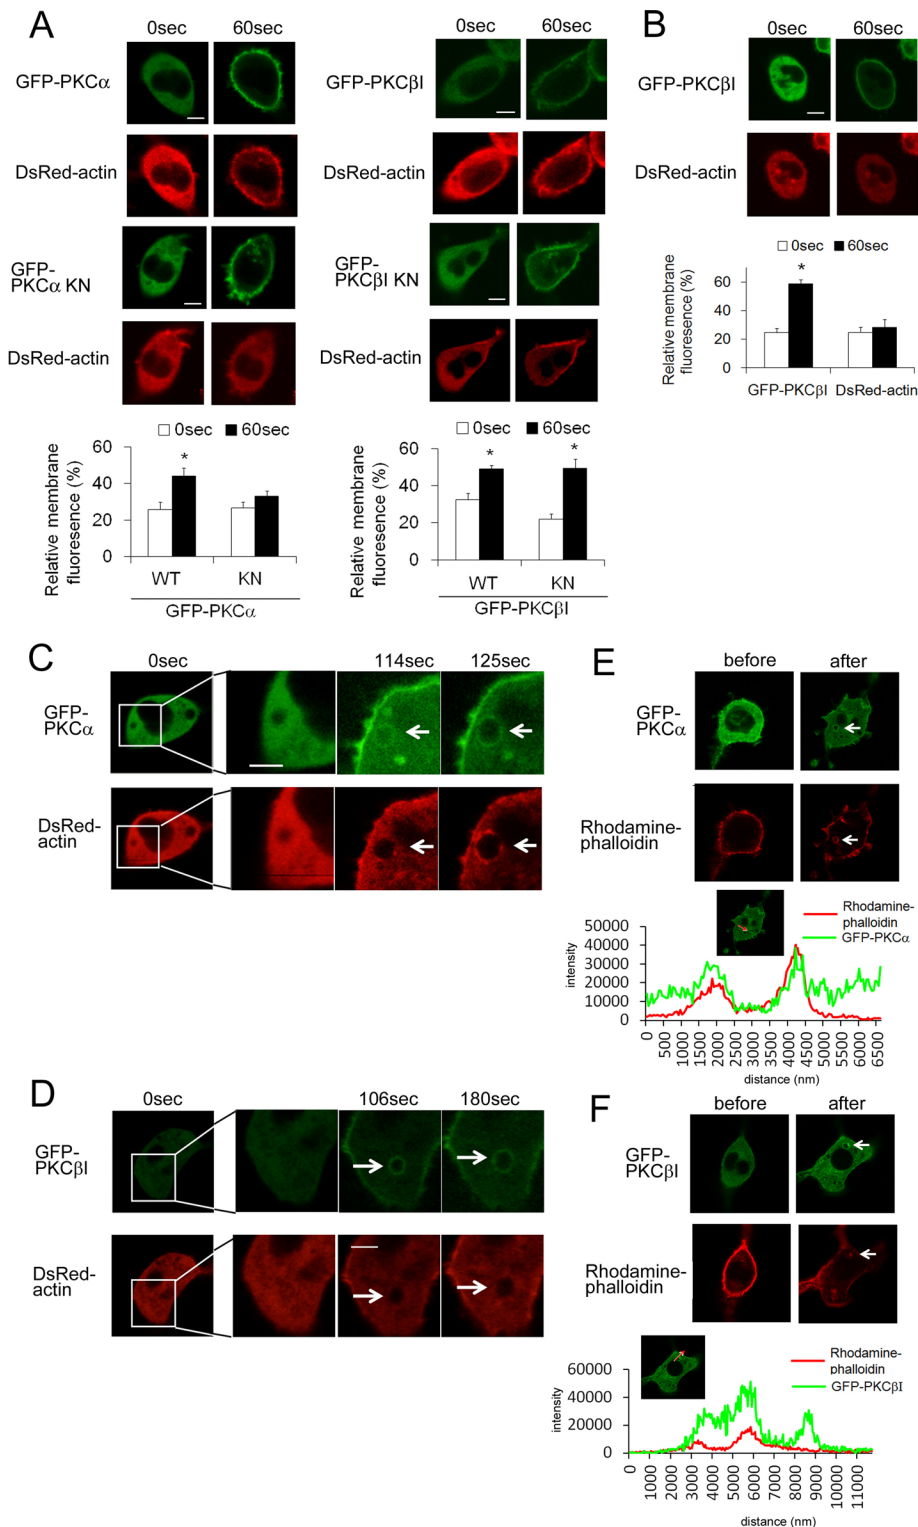 A
0sec 60sec
GFP-PKCα
DsRed-actin
GFP-
PKCα KN
DsRed-actin
0sec 60sec
GFP-PKCβI
DsRed-actin
GFP-
PKCβI KN
DsRed-actin
0sec 60sec
Relative membrane
fluoresence (%)
60
40
20
0
*
WT KN
GFP-PKCα
0sec 60sec
Relative membrane
fluoresence (%)
60
40
20
0
* *
WT KN
GFP-PKCβI
B
0sec 60sec
GFP-PKCβI
DsRed-actin
0sec 60sec
Relative membrane
fluoresence (%)
60
40
20
0
*
GFP-PKCβI DsRed-actin
C
0sec 114sec 125sec
GFP-
PKCα
DsRed-
actin
E
before after
GFP-
PKCα
Rhodamine-
phalloidin
Rhodamine-
phalloidin
GFP-PKCα
intensity
50000
40000
30000
20000
10000
0
0 500 1000 1500 2000 2500 3000 3500 4000 4500 5000 5500 6000 6500
distance (nm)
D
0sec 106sec 180sec
GFP-
PKCβI
DsRed-
actin
F
before after
GFP-
PKCβI
Rhodamine-
phalloidin
Rhodamine-
phalloidin
GFP-PKCβI
intensity
60000
40000
20000
0
0 1000 2000 3000 4000 5000 6000 7000 8000 9000 10000 11000
distance (nm)